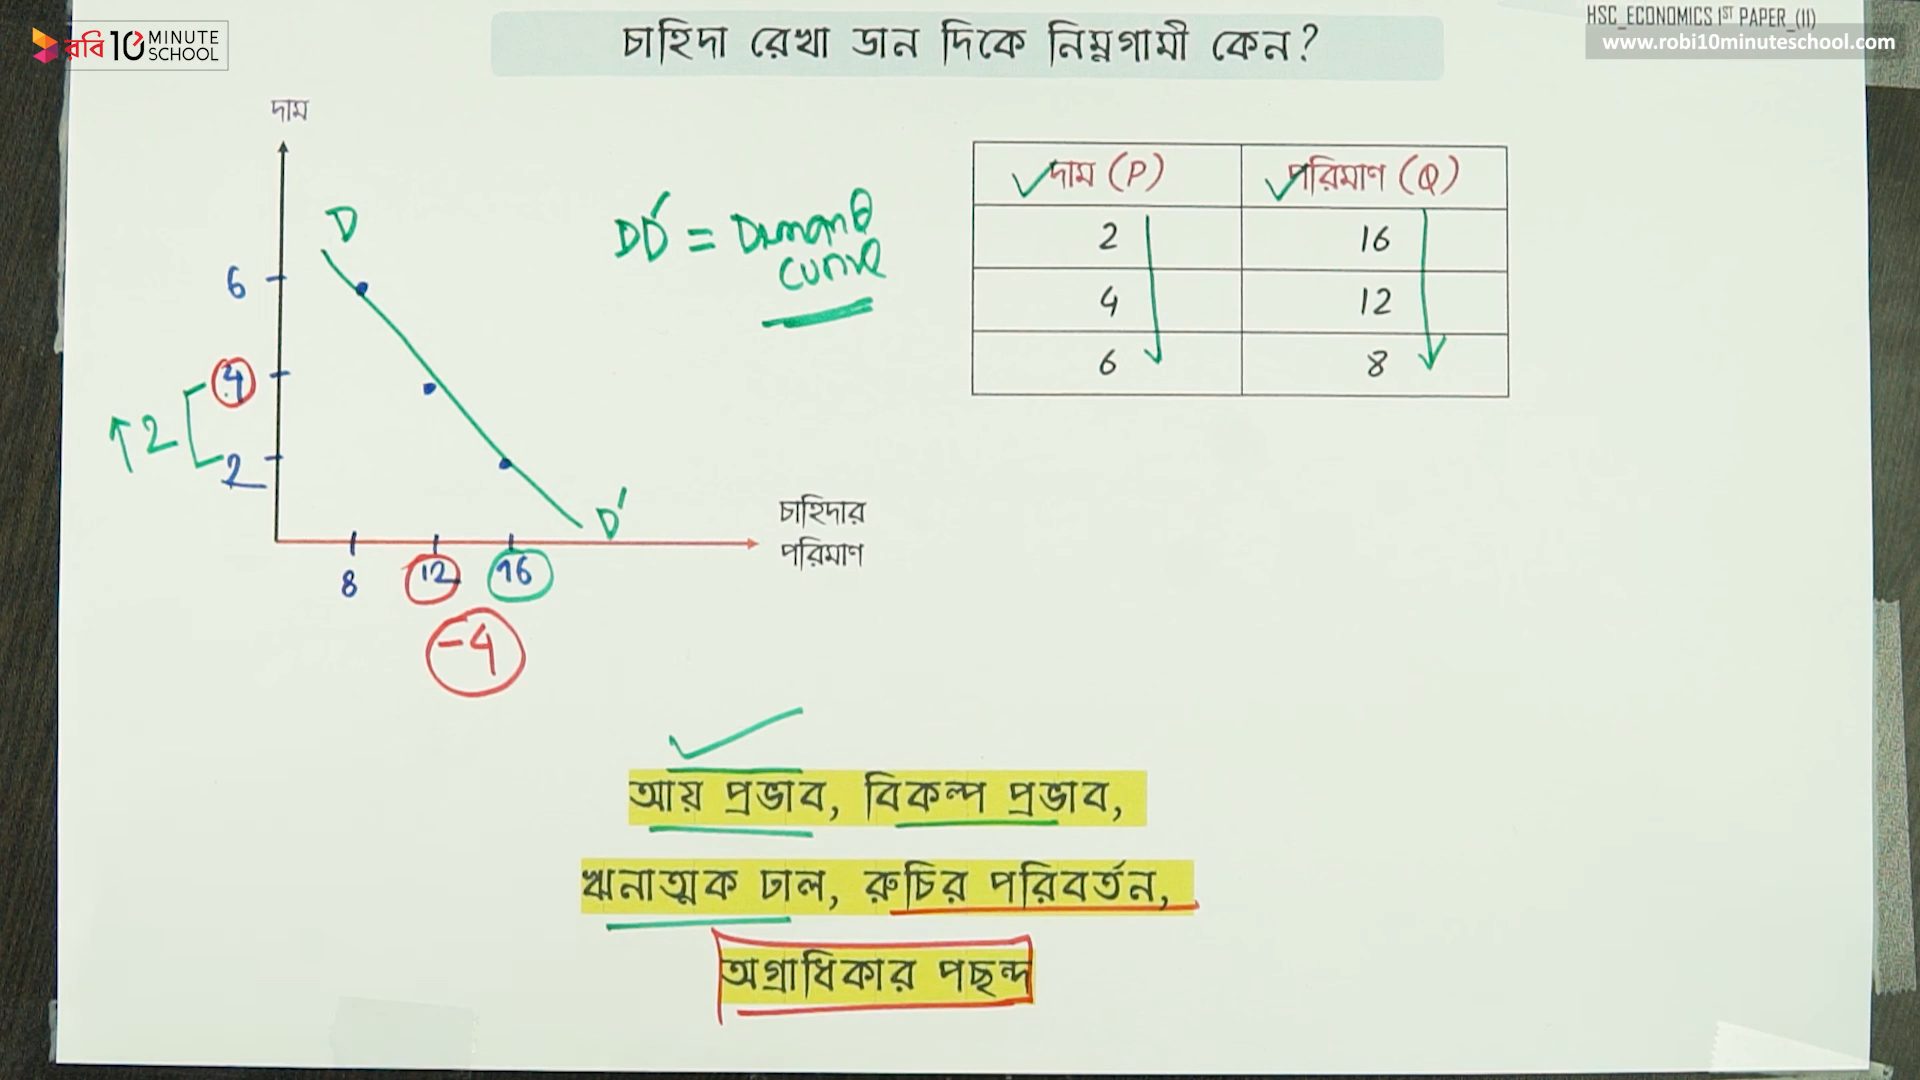 রবি 10 MINUTE SCHOOL
চাহিদা রেখা ডান দিকে নিম্নগামী কেন?
HSC_ECONOMICS 1ST PAPER_(II)
www.robi10minuteschool.com
দাম
D
6
4
2
↑2
D'
8
12
16
-4
চাহিদার
পরিমাণ
DD' = Demand
curve
দাম (P) পরিমাণ (Q)
2 16
4 12
6 8
আয় প্রভাব, বিকল্প প্রভাব,
ঋনাত্মক ঢাল, রুচির পরিবর্তন,
অগ্রাধিকার পছন্দ